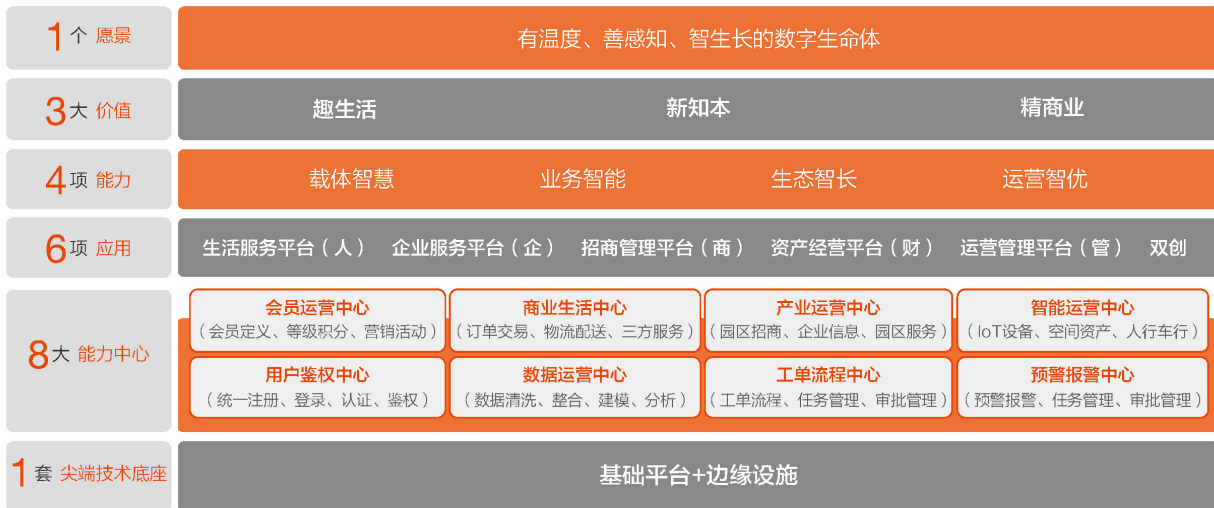 1个 愿景
有温度、善感知、智生长的数字生命体
3大 价值
趣生活 新知本 精商业
4项 能力
载体智慧 业务智能 生态智长 运营智优
6项 应用
生活服务平台（人） 企业服务平台（企） 招商管理平台（商） 资产经营平台（财） 运营管理平台（管） 双创
8大 能力中心
会员运营中心
（会员定义、等级积分、营销活动）
商业生活中心
（订单交易、物流配送、三方服务）
产业运营中心
（园区招商、企业信息、园区服务）
智能运营中心
（IoT设备、空间资产、人行车行）
用户鉴权中心
（统一注册、登录、认证、鉴权）
数据运营中心
（数据清洗、整合、建模、分析）
工单流程中心
（工单流程、任务管理、审批管理）
预警报警中心
（预警报警、任务管理、审批管理）
1套 尖端技术底座
基础平台+边缘设施